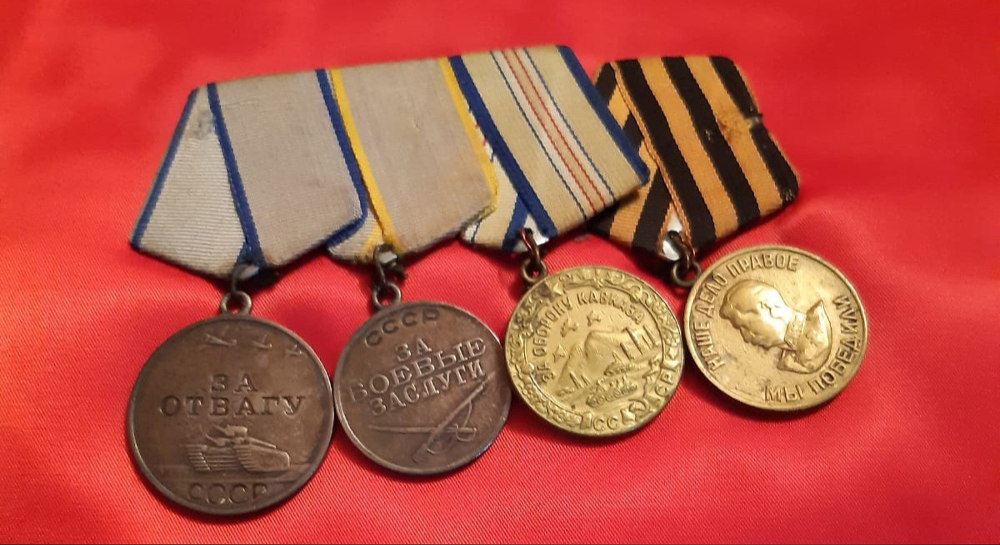 ЗА
ОТВАГУ
СССР
СССР
ЗА
БОЕВЫЕ
ЗАСЛУГИ
ЗА ОБОРОНУ КАВКАЗА
СССР
НАШЕ ДЕЛО ПРАВОЕ
МЫ ПОБЕДИЛИ